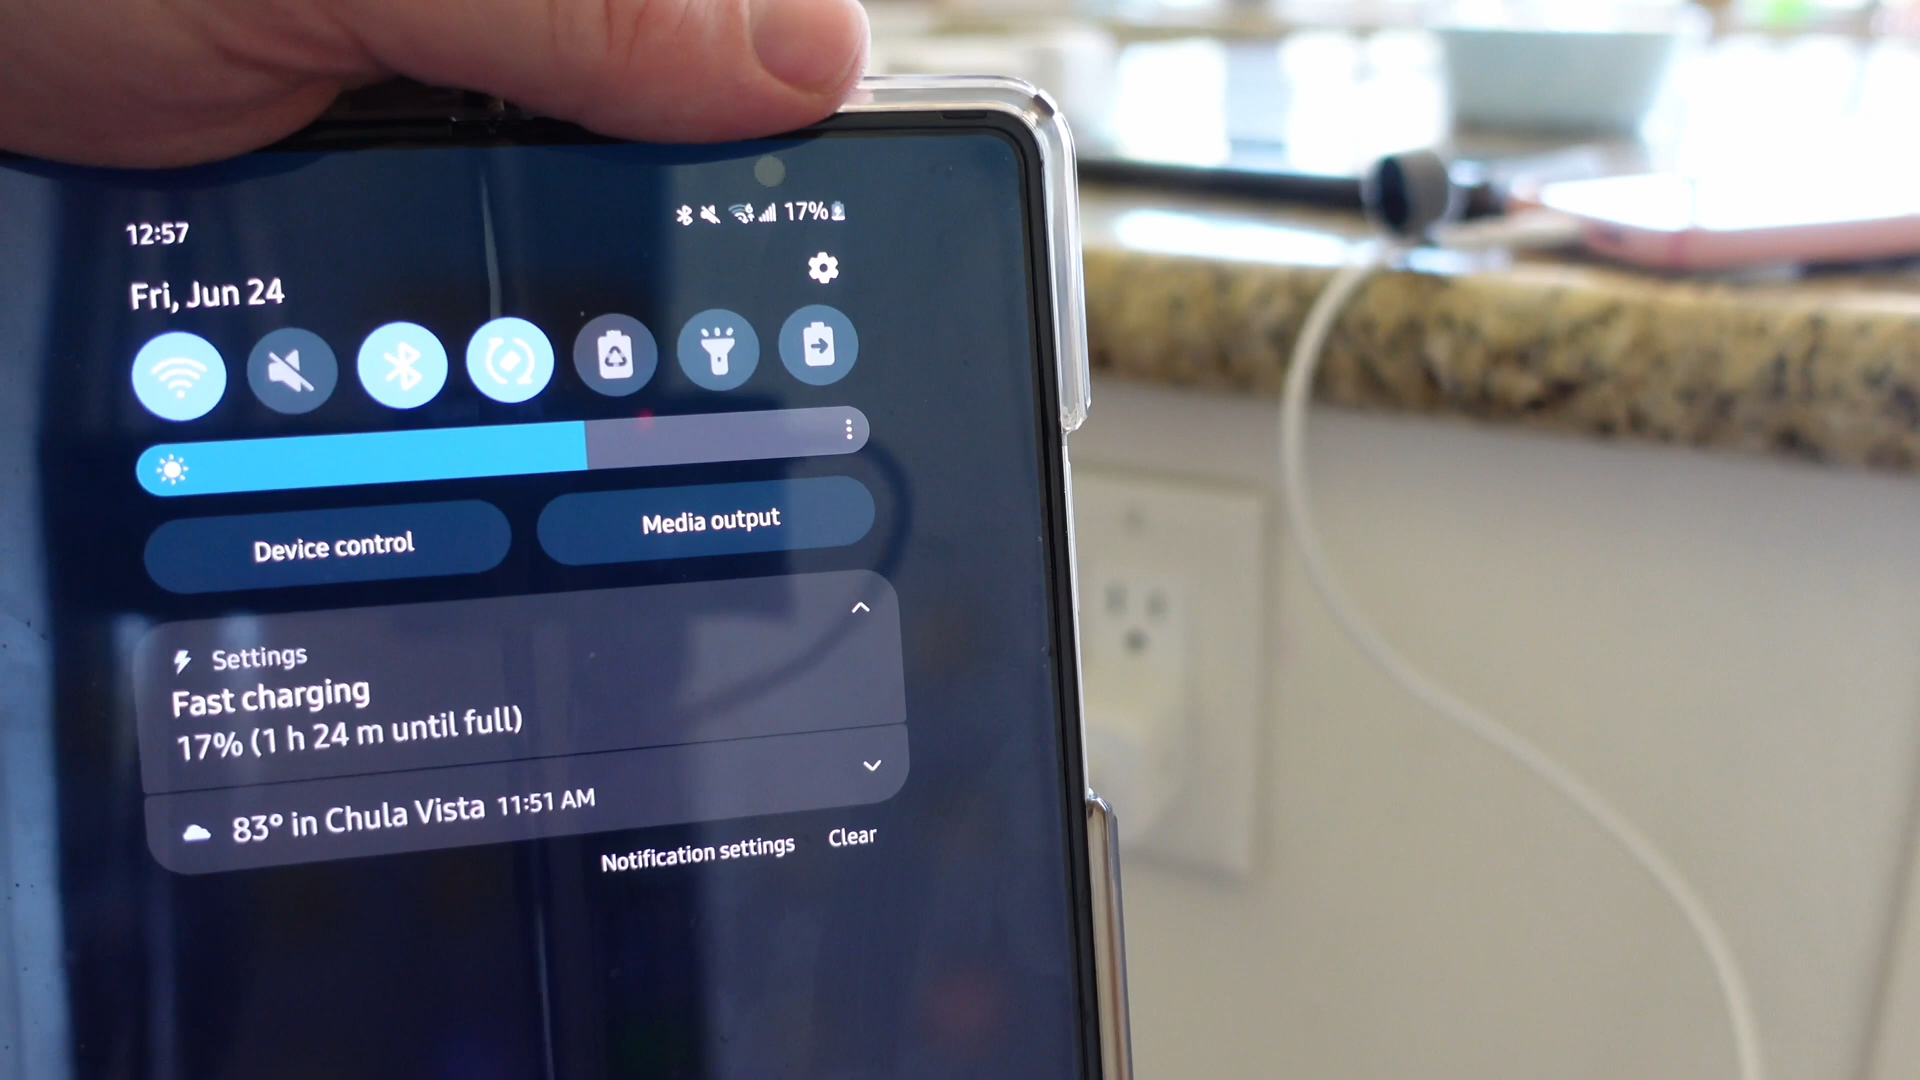 12:57
17%
Fri, Jun 24
Device control
Media output
Settings
Fast charging
17% (1 h 24 m until full)
83° in Chula Vista 11:51 AM
Notification settings
Clear